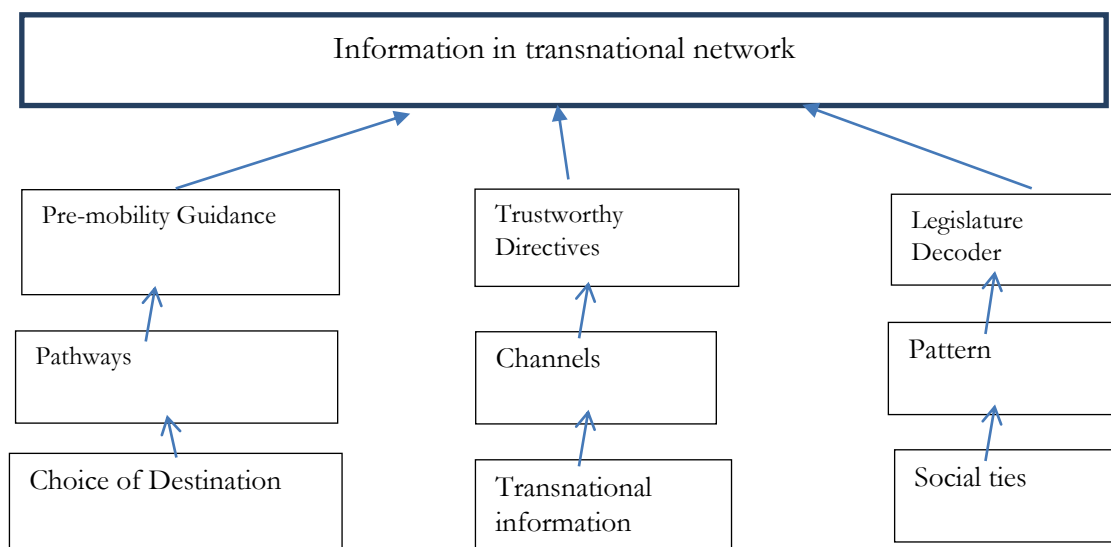 Information in transnational network
Pre-mobility Guidance
Trustworthy
Directives
Legislature
Decoder
Pathways
Channels
Pattern
Choice of Destination
Transnational
information
Social ties